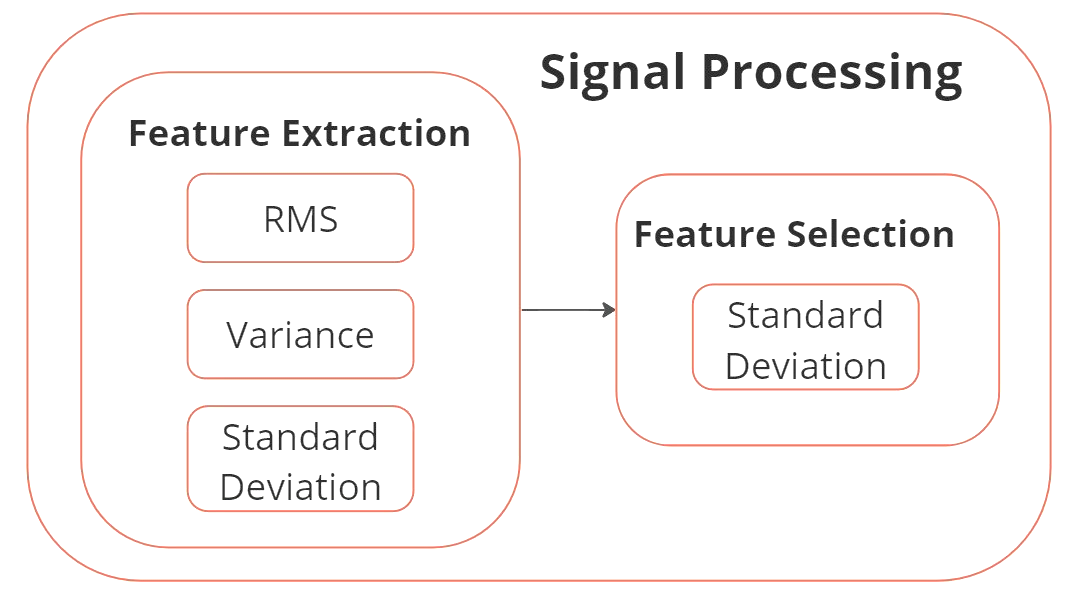 Signal Processing
Feature Extraction
RMS
Variance
Standard
Deviation
Feature Selection
Standard
Deviation